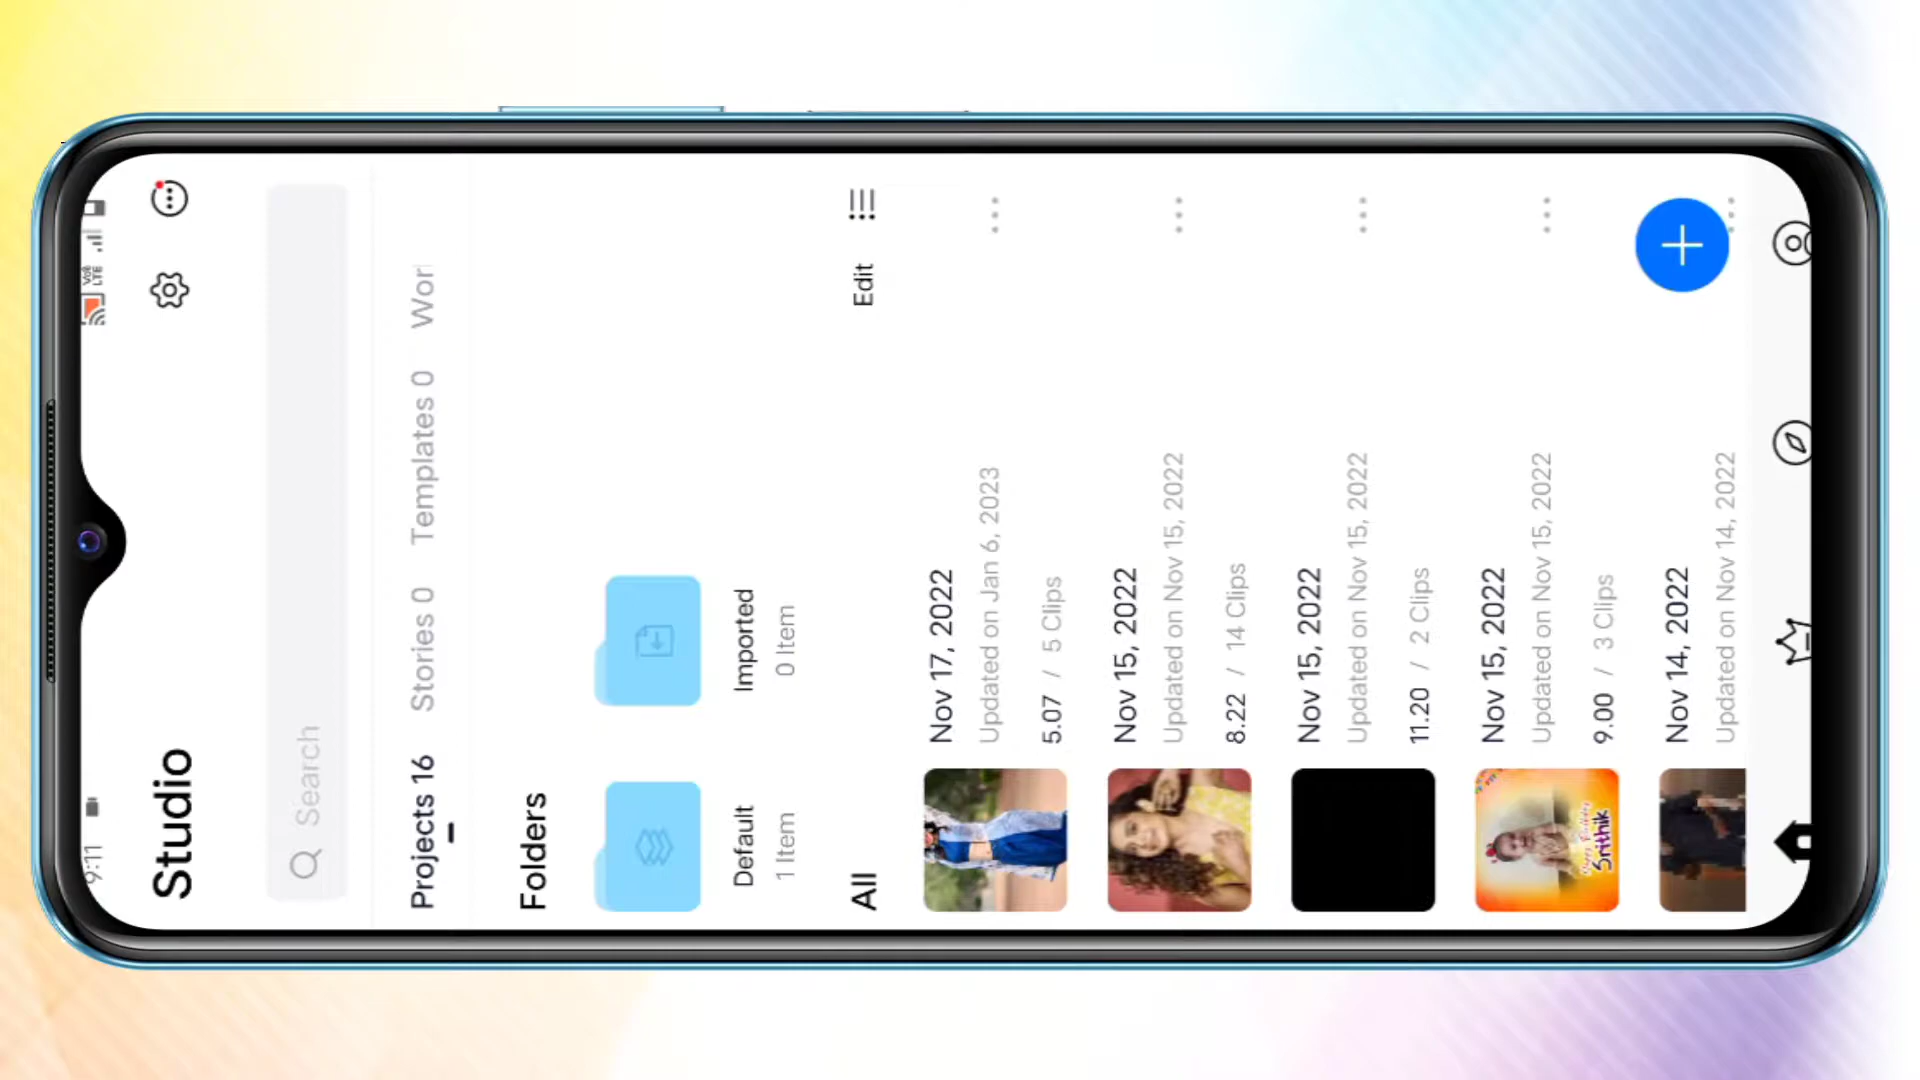 9:11
Vo)
LTE
Studio
Search
Projects 16 Stories 0 Templates 0 Wor
Folders
Default
1 Item
Imported
0 Item
All
Edit
Nov 17, 2022
Updated on Jan 6, 2023
5.07 / 5 Clips
Nov 15, 2022
Updated on Nov 15, 2022
8.22 / 14 Clips
Nov 15, 2022
Updated on Nov 15, 2022
11.20 / 2 Clips
Nov 15, 2022
Updated on Nov 15, 2022
9.00 / 3 Clips
Srithik
Nov 14, 2022
Updated on Nov 14, 2022